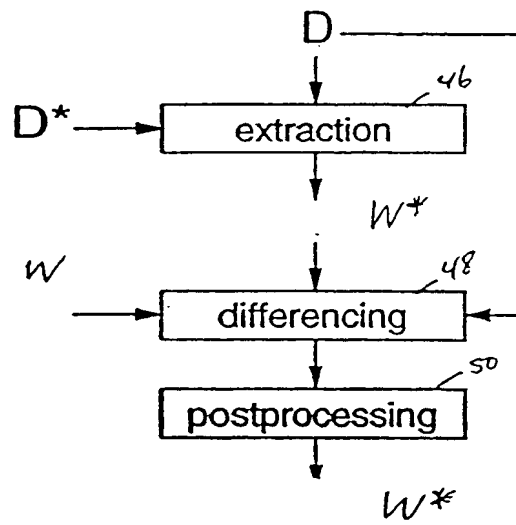 D
46
D*
extraction
W*
W
48
differencing
50
postprocessing
W*